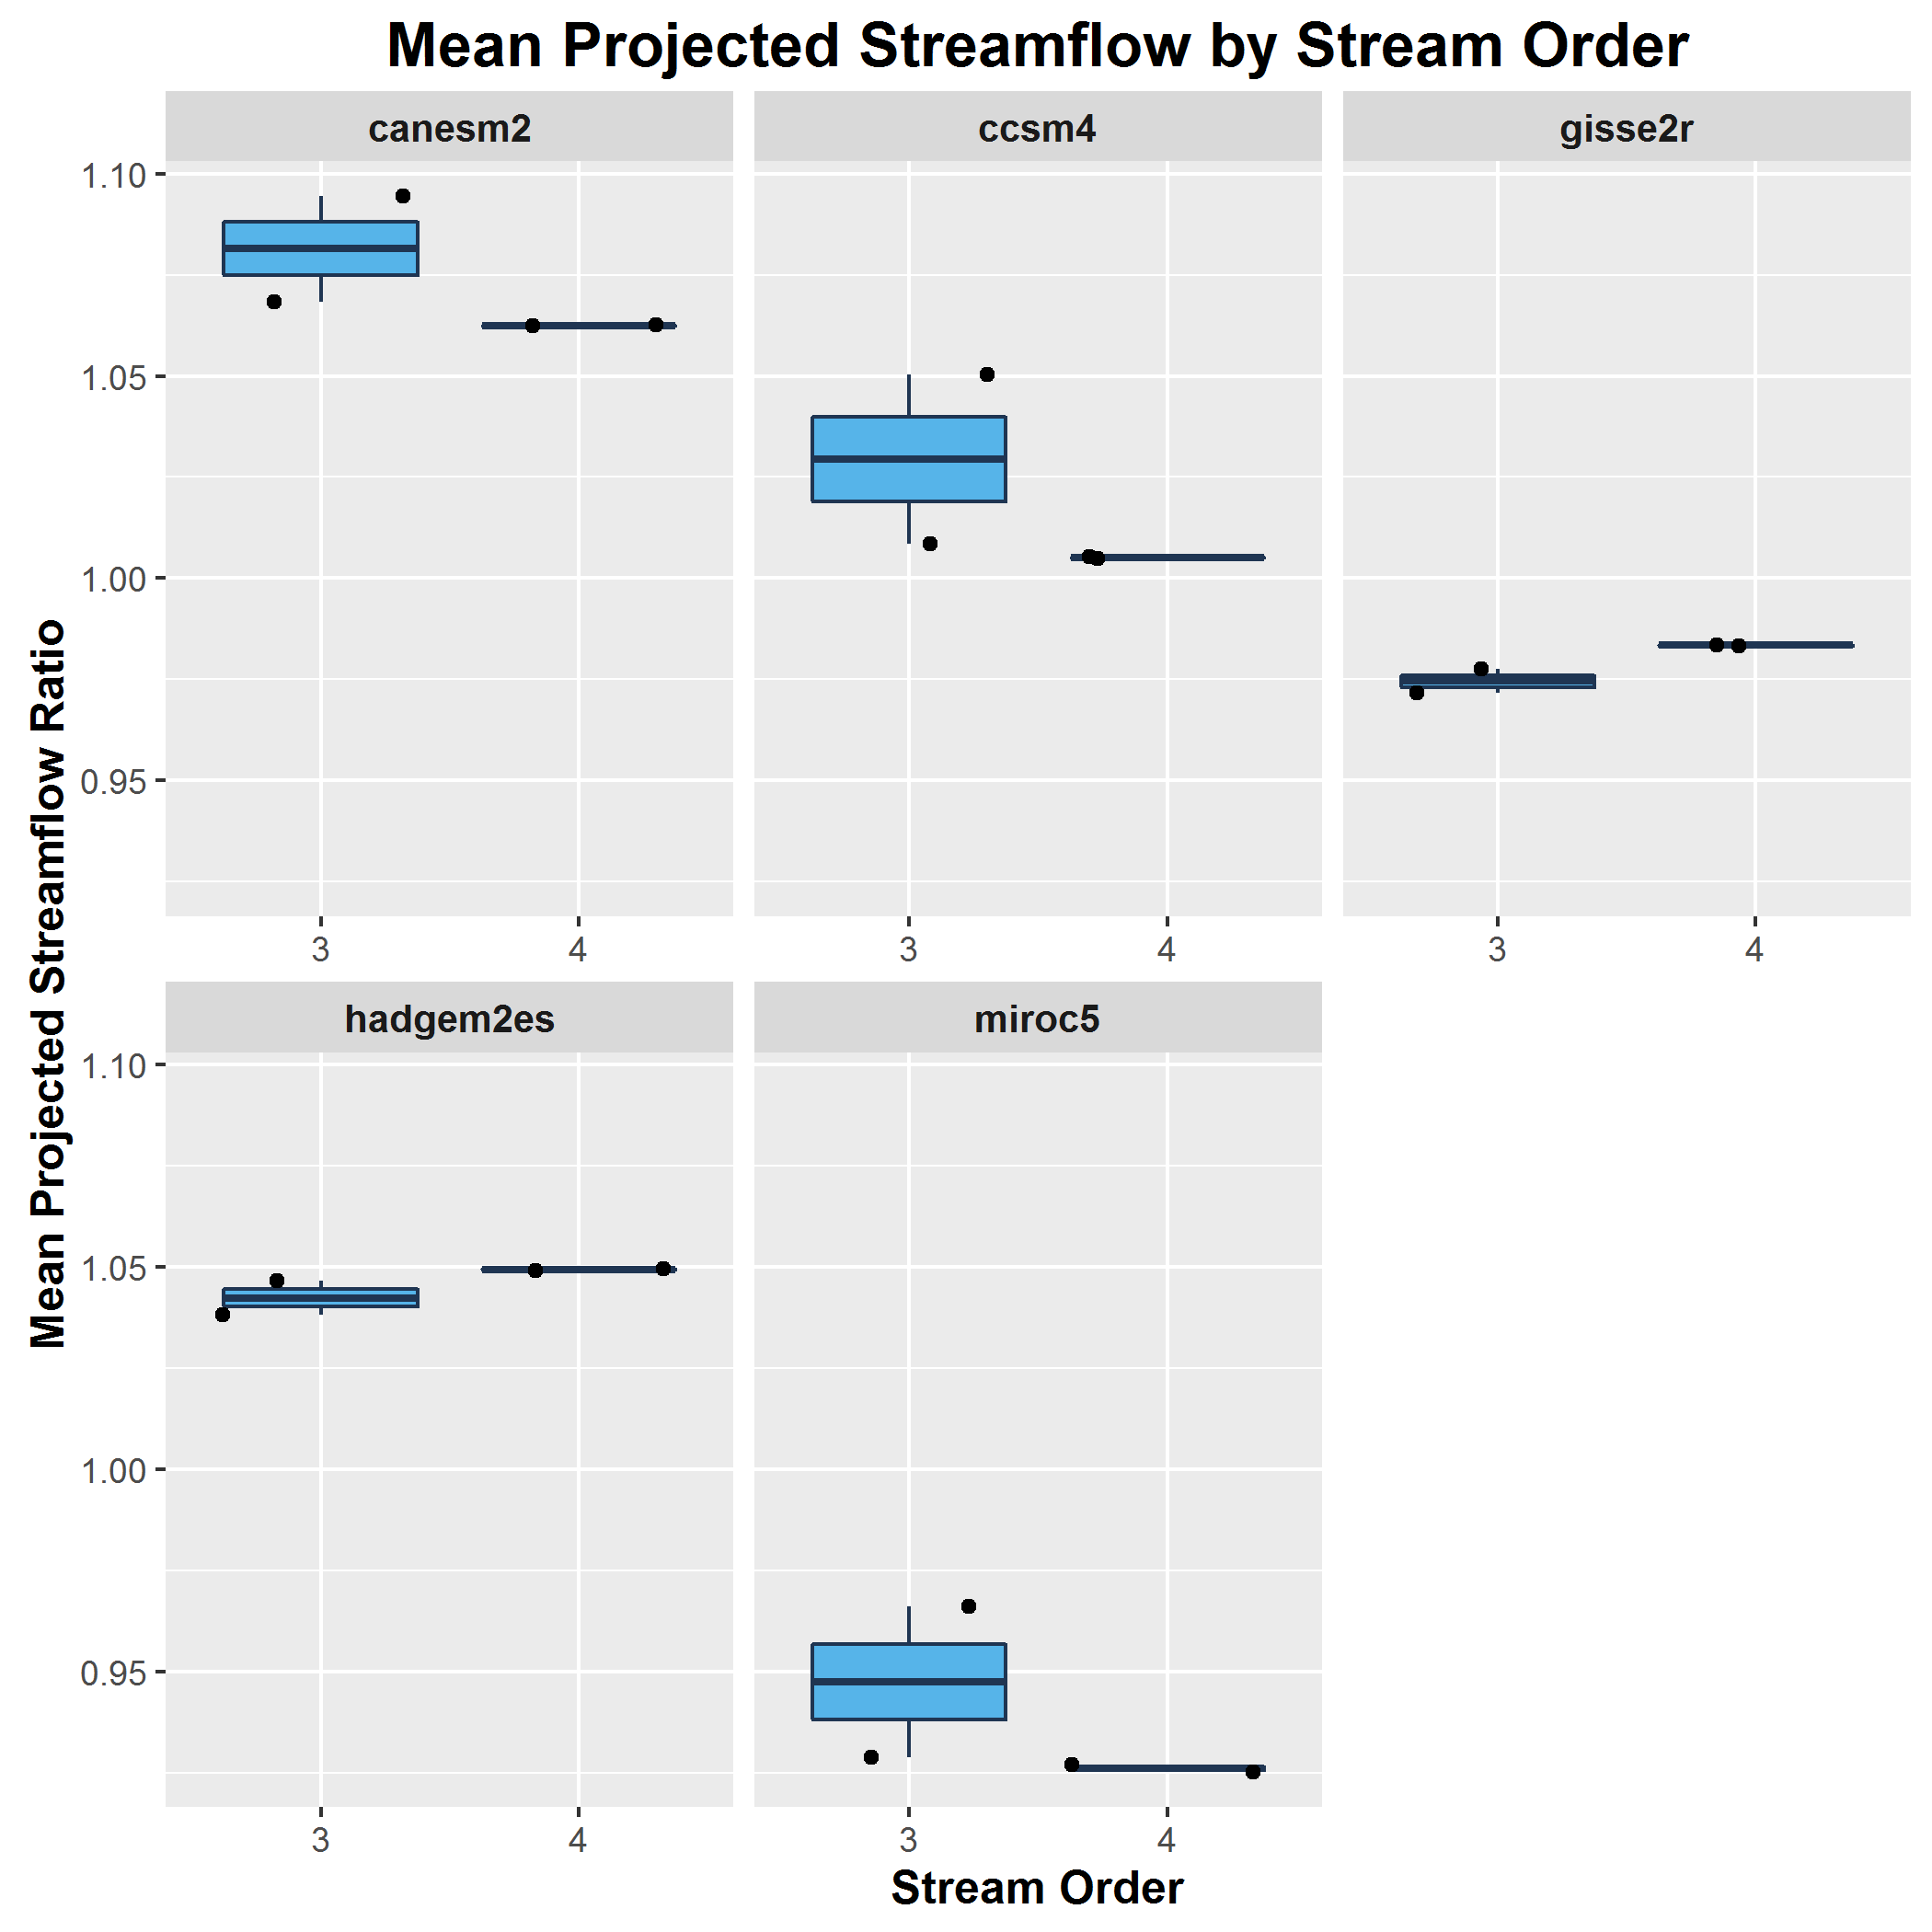 Mean Projected Streamflow by Stream Order
canesm2
ccsm4
gisse2r
1.10
1.05
1.00
0.95
3
4
3
4
3
4
Mean Projected Streamflow Ratio
hadgem2es
miroc5
1.10
1.05
1.00
0.95
3
4
3
4
Stream Order